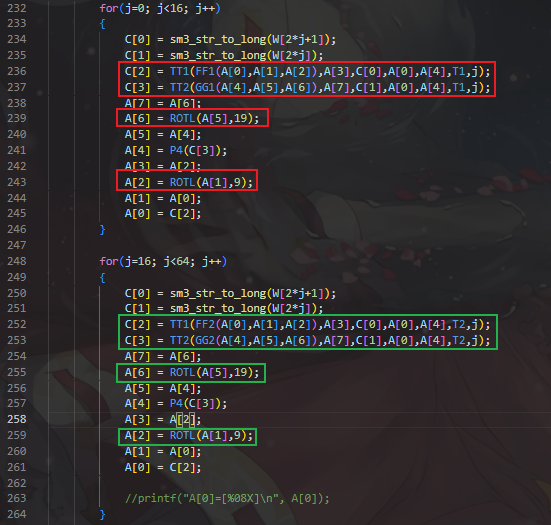 232 for(j=0; j<16; j++)
233 {
234 C[0] = sm3_str_to_long(W[2*j+1]);
235 C[1] = sm3_str_to_long(W[2*j]);
236 C[2] = TT1(FF1(A[0],A[1],A[2]),A[3],C[0],A[0],A[4],T1,j);
237 C[3] = TT2(GG1(A[4],A[5],A[6]),A[7],C[1],A[0],A[4],T1,j);
238 A[7] = A[6];
239 A[6] = ROTL(A[5],19);
240 A[5] = A[4];
241 A[4] = P4(C[3]);
242 A[3] = A[2];
243 A[2] = ROTL(A[1],9);
244 A[1] = A[0];
245 A[0] = C[2];
246 }
247
248 for(j=16; j<64; j++)
249 {
250 C[0] = sm3_str_to_long(W[2*j+1]);
251 C[1] = sm3_str_to_long(W[2*j]);
252 C[2] = TT1(FF2(A[0],A[1],A[2]),A[3],C[0],A[0],A[4],T2,j);
253 C[3] = TT2(GG2(A[4],A[5],A[6]),A[7],C[1],A[0],A[4],T2,j);
254 A[7] = A[6];
255 A[6] = ROTL(A[5],19);
256 A[5] = A[4];
257 A[4] = P4(C[3]);
258 A[3] = A[2];
259 A[2] = ROTL(A[1],9);
260 A[1] = A[0];
261 A[0] = C[2];
262
263 //printf("A[0]=[%08X]\n", A[0]);
264 }